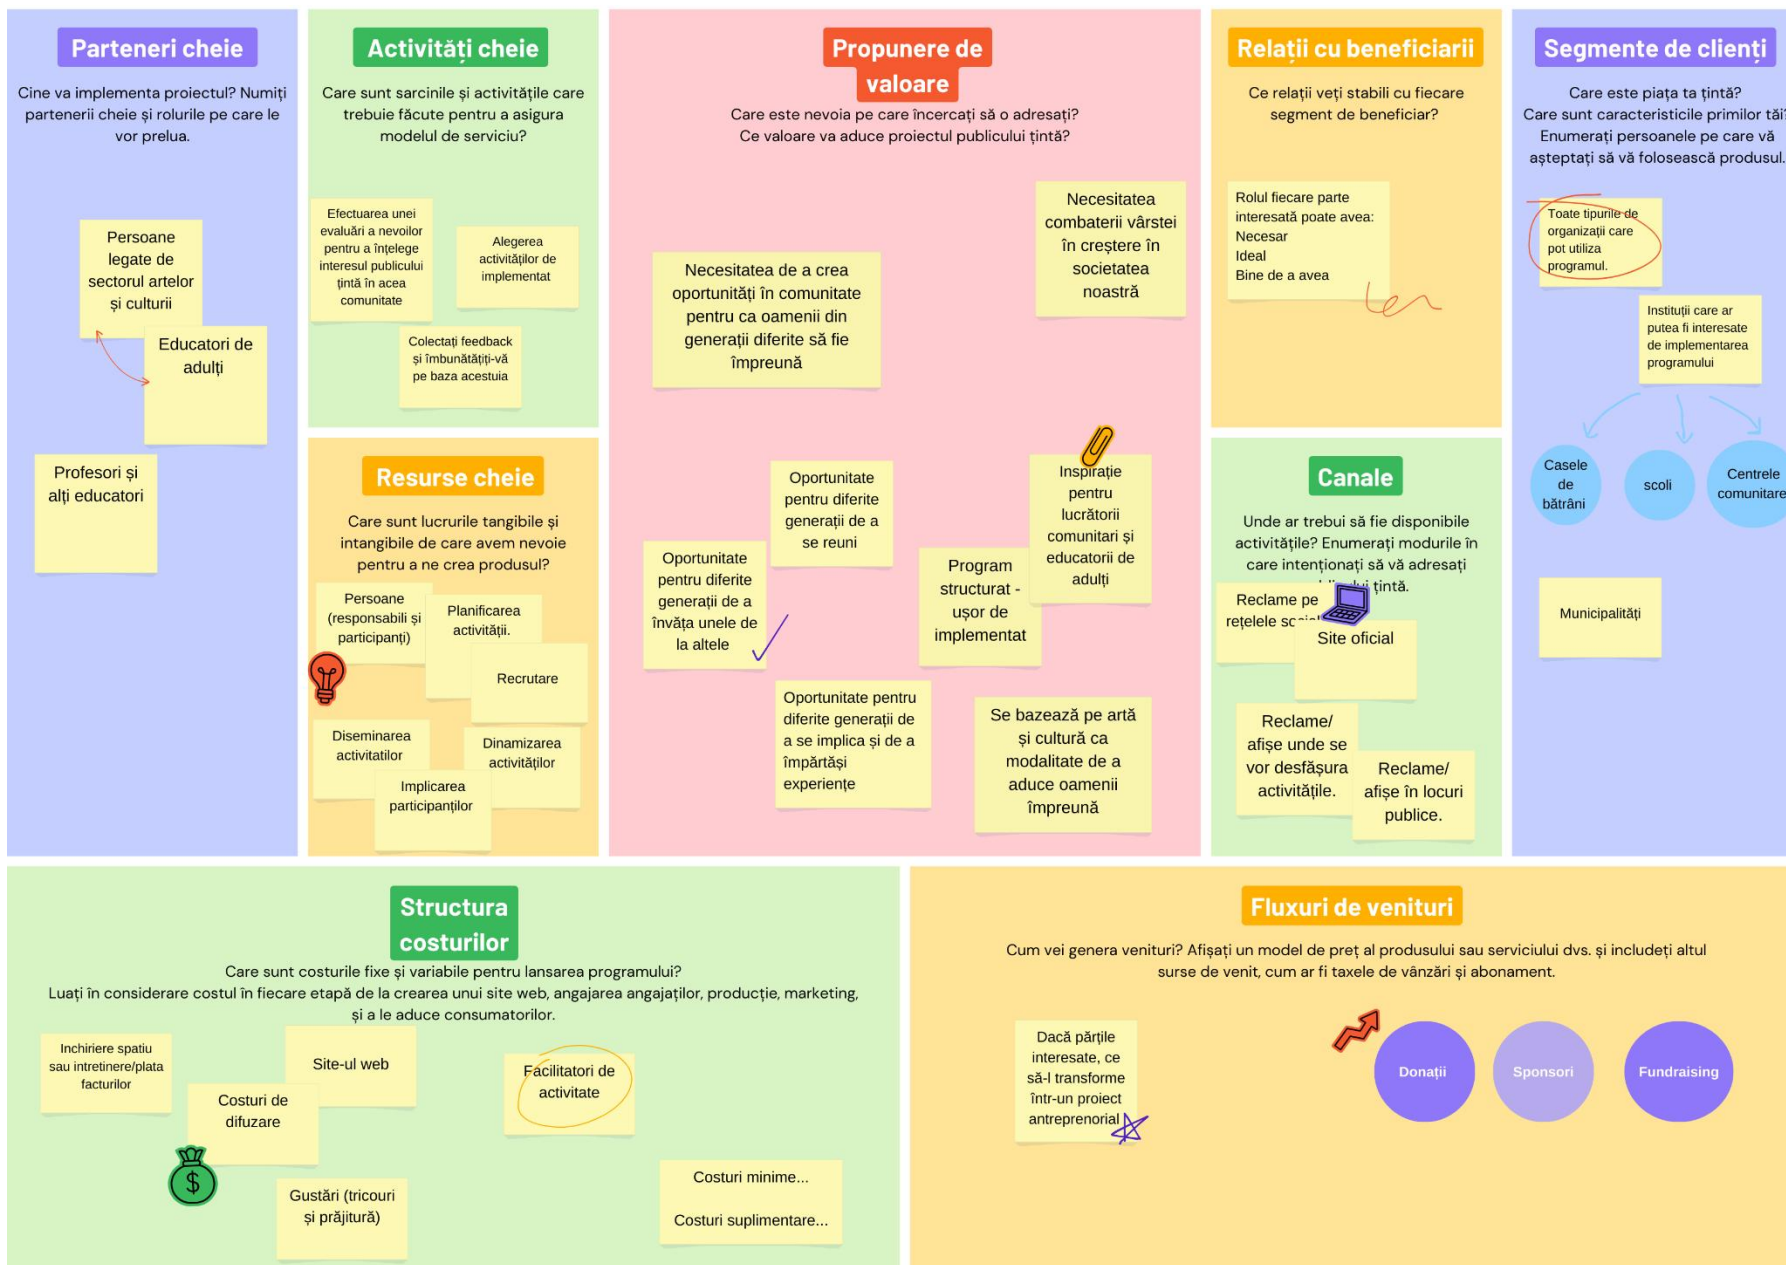 Parteneri cheie
Cine va implementa proiectul? Numiți
partenerii cheie și rolurile pe care le
vor prelua.
Persoane
legate de
sectorul artelor
și culturii
Educatori de
adulți
Profesori și
alți educatori
Activități cheie
Care sunt sarcinile și activitățile care
trebuie făcute pentru a asigura
modelul de serviciu?
Efectuarea unei
evaluări a nevoilor
pentru a înțelege
interesul publicului
țintă în acea
comunitate
Alegerea
activităților de
implementat
Colectați feedback
și îmbunătățiți-vă
pe baza acestuia
Resurse cheie
Care sunt lucrurile tangibile și
intangibile de care avem nevoie
pentru a ne crea produsul?
Persoane
(responsabili și
participanți)
Planificarea
activității.
Recrutare
Diseminarea
activitatilor
Dinamizarea
activităților
Implicarea
participanților
Propunere de
valoare
Care este nevoia pe care încercați să o adresați?
Ce valoare va aduce proiectul publicului țintă?
Necesitatea
combaterii vârstei
în creștere în
societatea
noastră
Necesitatea de a crea
oportunități în comunitate
pentru ca oamenii din
generații diferite să fie
împreună
Oportunitate
pentru diferite
generații de a
se reuni
Inspirație
pentru
lucrătorii
comunitari și
educatorii de
adulți
Oportunitate
pentru diferite
generații de a
învăța unele de
la altele
Program
structurat -
ușor de
implementat
Oportunitate pentru
diferite generații de
a se implica și de a
împărtăși
experiențe
Se bazează pe artă
și cultură ca
modalitate de a
aduce oamenii
împreună
Relații cu beneficiarii
Ce relații veți stabili cu fiecare
segment de beneficiar?
Rolul fiecare parte
interesată poate avea:
Necesar
Ideal
Bine de a avea
Canale
Unde ar trebui să fie disponibile
activitățile? Enumerați modurile în
care intenționați să vă adresați
țintă.
Reclame pe
rețelele
Site oficial
Reclame/
afișe unde se
vor desfășura
activitățile.
Reclame/
afișe în locuri
publice.
Segmente de clienți
Care este piața ta țintă?
Care sunt caracteristicile primilor tăi?
Enumerați persoanele pe care vă
așteptați să vă folosească produsul.
Toate tipurile de
organizații care
pot utiliza
programul.
Instituții care ar
putea fi interesate
de implementarea
programului
Casele
de
bătrâni
scoli
Centrele
comunitare
Municipalități
Structura
costurilor
Care sunt costurile fixe și variabile pentru lansarea programului?
Luați în considerare costul în fiecare etapă de la crearea unui site web, angajarea angajaților, producție, marketing,
și a le aduce consumatorilor.
Inchiriere spatiu
sau intretinere/plata
facturilor
Site-ul web
Costuri de
difuzare
Facilitatori de
activitate
Gustări (tricouri
și prăjitură)
Costuri minime...
Costuri suplimentare...
Fluxuri de venituri
Cum vei genera venituri? Afișați un model de preț al produsului sau serviciului dvs. și includeți altul
surse de venit, cum ar fi taxele de vânzări și abonament.
Dacă părțile
interesate, ce
să-l transforme
într-un proiect
antreprenorial
Donații
Sponsori
Fundraising